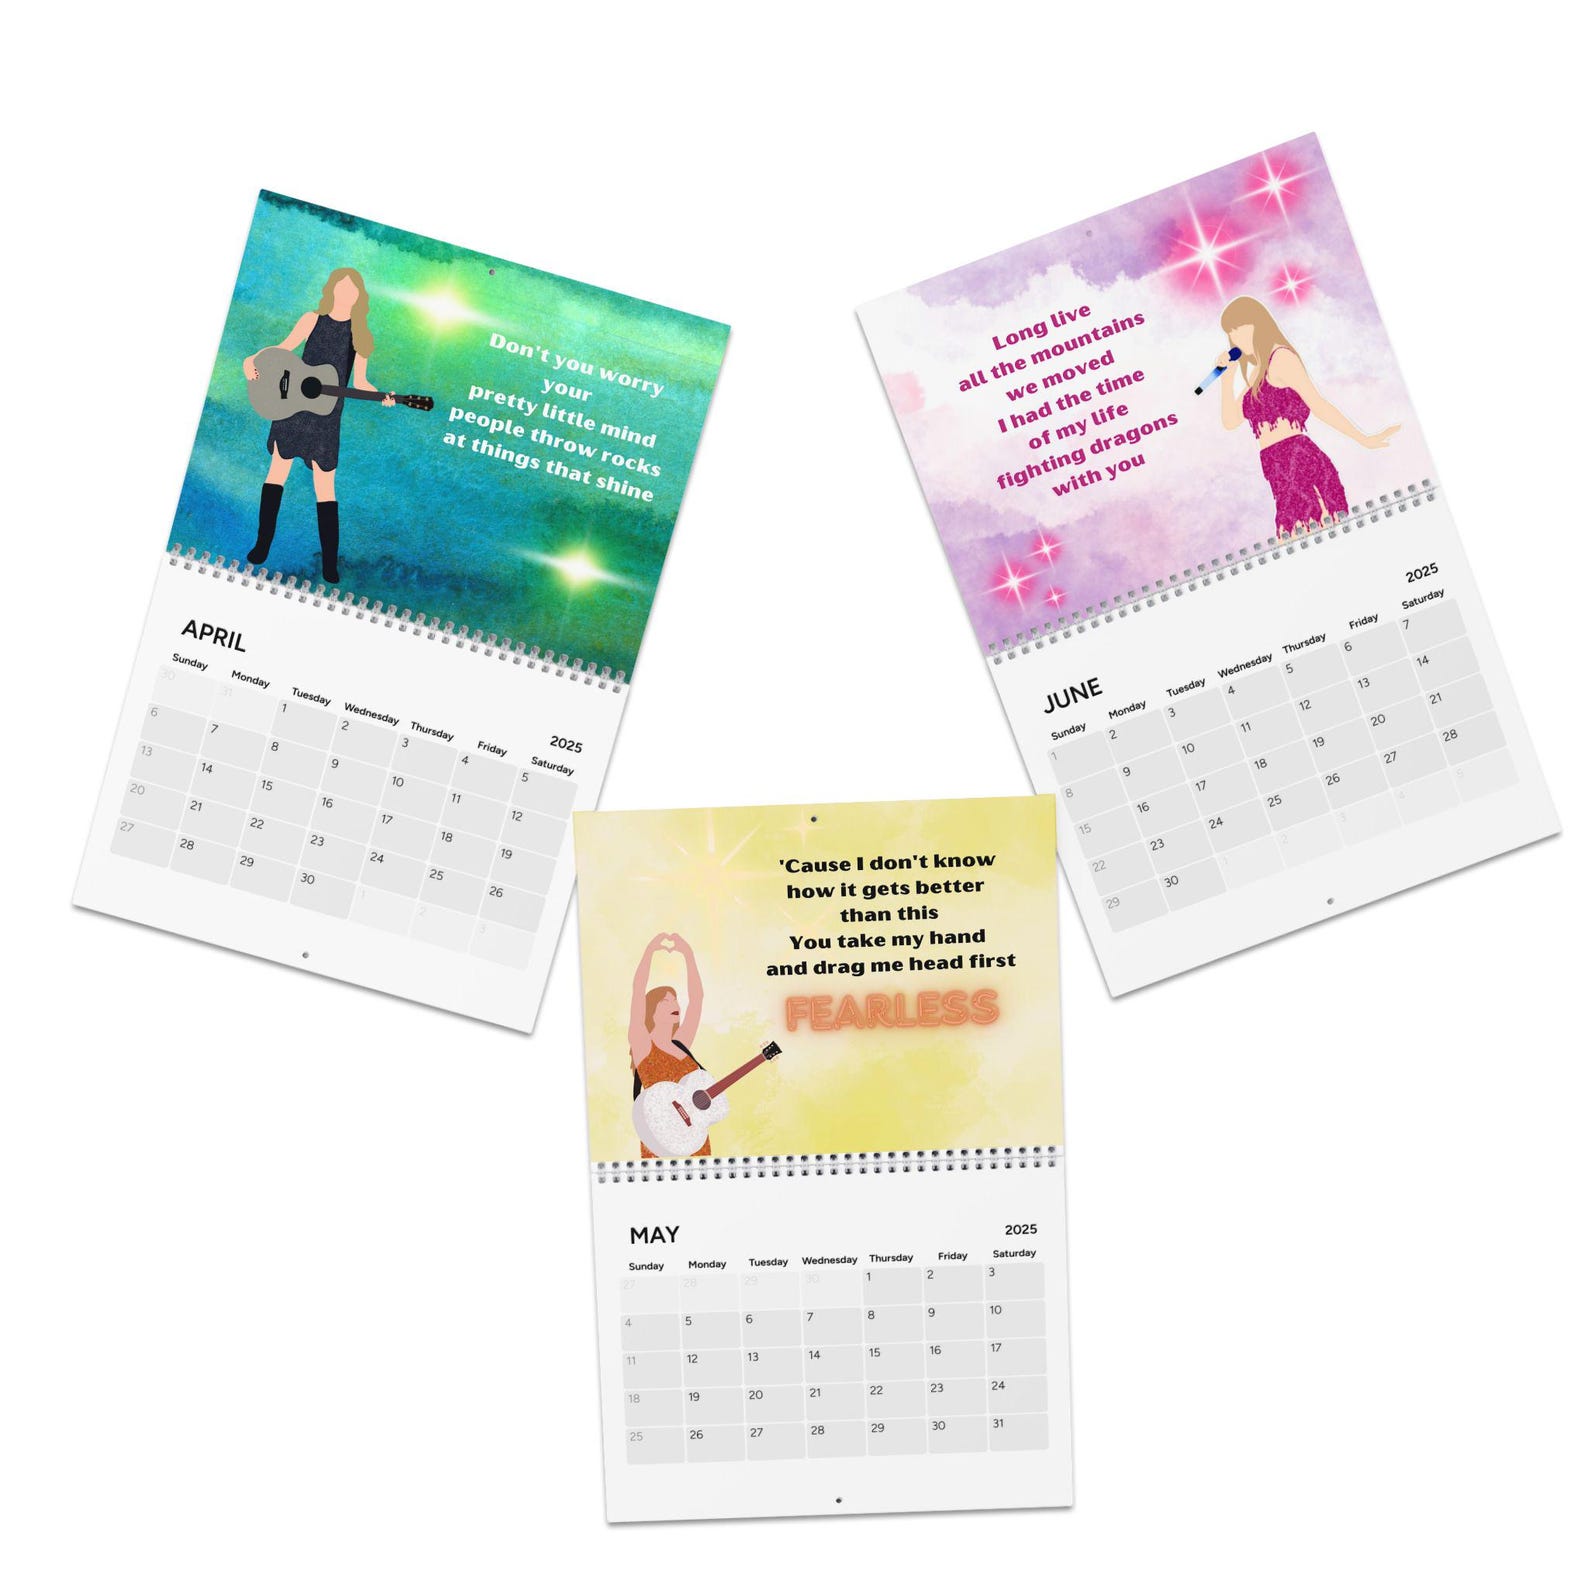 Don't you worry
your
pretty little mind
people throw rocks
at things that shine
APRIL
2025
Sunday Monday Tuesday Wednesday Thursday Friday Saturday
30 31 1 2 3 4 5
6 7 8 9 10 11 12
13 14 15 16 17 18 19
20 21 22 23 24 25 26
27 28 29 30 1 2 3
Long live
all the mountains
we moved
I had the time
of my life
fighting dragons
with you
JUNE
2025
Sunday Monday Tuesday Wednesday Thursday Friday Saturday
1 2 3 4 5 6 7
8 9 10 11 12 13 14
15 16 17 18 19 20 21
22 23 24 25 26 27 28
29 30 1 2 3 4 5
'Cause I don't know
how it gets better
than this
You take my hand
and drag me head first
FEARLESS
MAY
2025
Sunday Monday Tuesday Wednesday Thursday Friday Saturday
27 28 29 30 1 2 3
4 5 6 7 8 9 10
11 12 13 14 15 16 17
18 19 20 21 22 23 24
25 26 27 28 29 30 31